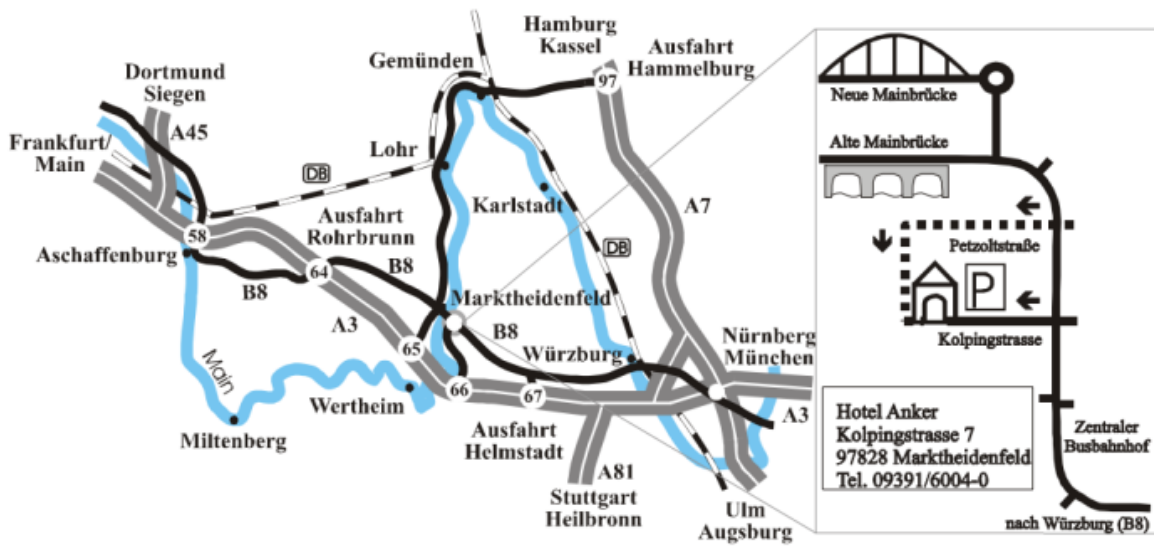 Hamburg
Kassel
Ausfahrt
Hammelburg
97
Gemünden
Dortmund
Siegen
A45
Frankfurt/
Main
Lohr
DB
Karlstadt
A7
Ausfahrt
Rohrbrunn
58
Aschaffenburg
64
B8
B8
DB
A3
Marktheidenfeld
B8
65
Würzburg
Nürnberg
München
Main
66
67
Wertheim
A3
Miltenberg
Ausfahrt
Helmstadt
A81
Stuttgart
Heilbronn
Ulm
Augsburg
Neue Mainbrücke
Alte Mainbrücke
Petzoltstraße
P
Kolpingstrasse
Hotel Anker
Kolpingstrasse 7
97828 Marktheidenfeld
Tel. 09391/6004-0
Zentraler
Busbahnhof
nach Würzburg (B8)